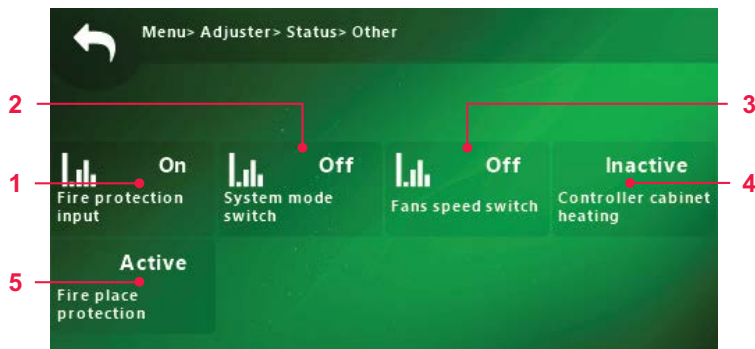 Menu> Adjuster> Status> Other
2
3
1
On
Fire protection
input
Off
System mode
switch
Off
Fans speed switch
Inactive
Controller cabinet
heating
4
5
Active
Fire place
protection